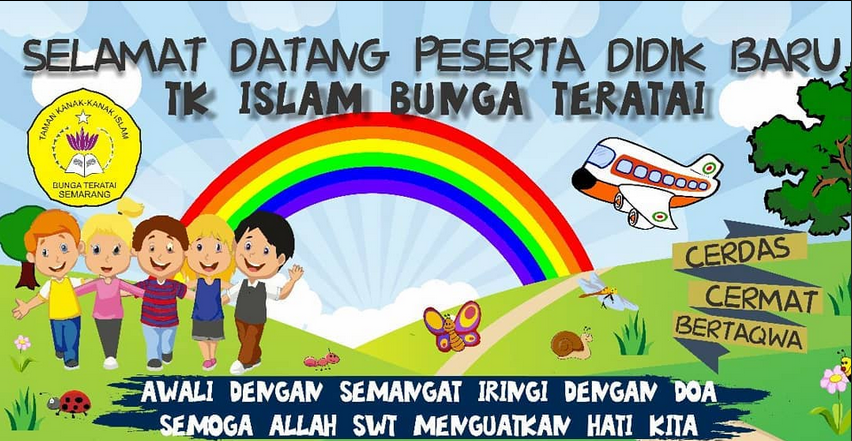 SELAMAT DATANG PESERTA DIDIK BARU
TK ISLAM BUNGA TERATAI
TAMAN KANAK-KANAK ISLAM
BUNGA TERATAI
SEMARANG
CERDAS
CERMAT
BERTAQWA
AWALI DENGAN SEMANGAT IRINGI DENGAN DOA
SEMOGA ALLAH SWT MENGUATKAN HATI KITA